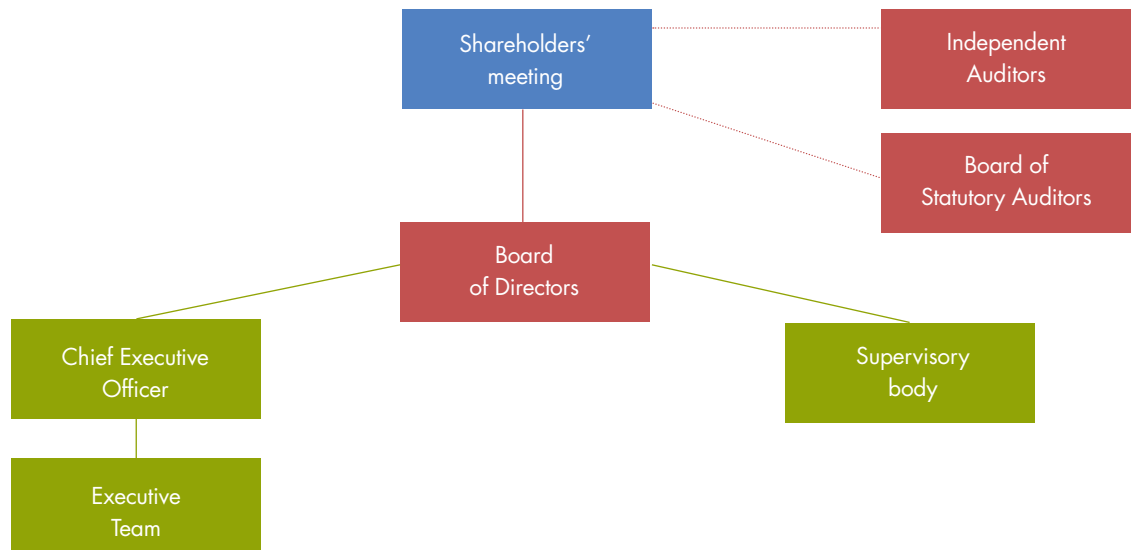 Shareholders’
meeting
Independent
Auditors
Board of
Statutory Auditors
Board
of Directors
Chief Executive
Officer
Supervisory
body
Executive
Team